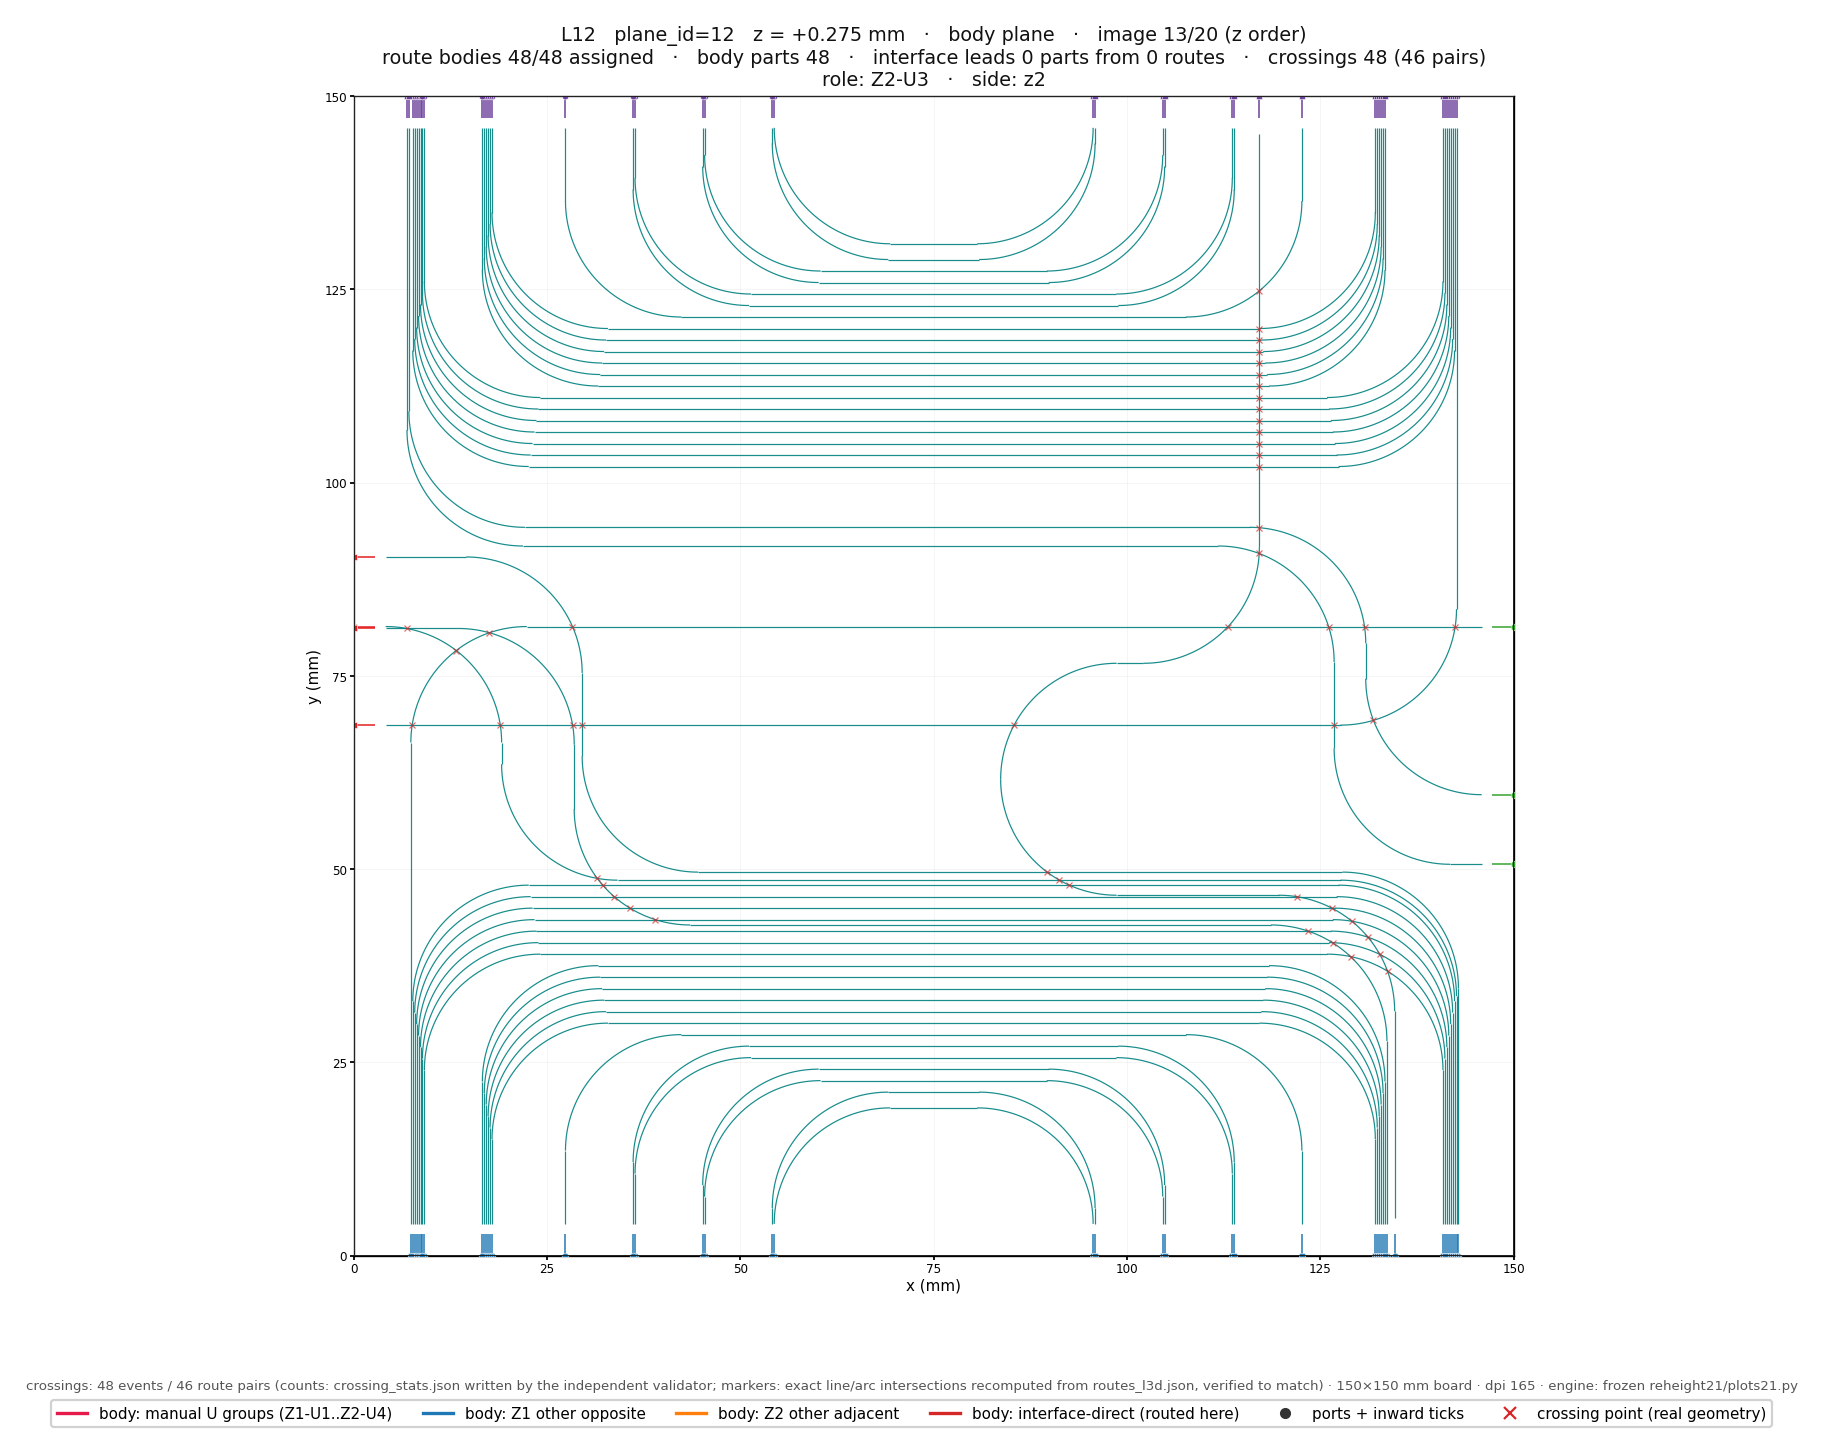 L12 plane_id=12 z = +0.275 mm · body plane · image 13/20 (z order)
route bodies 48/48 assigned · body parts 48 · interface leads 0 parts from 0 routes · crossings 48 (46 pairs)
role: Z2-U3 · side: z2
150
125
100
75
50
25
0
y (mm)
0 25 50 75 100 125 150
x (mm)
crossings: 48 events / 46 route pairs (counts: crossing_stats.json written by the independent validator; markers: exact line/arc intersections recomputed from routes_l3d.json, verified to match) · 150×150 mm board · dpi 165 · engine: frozen reheight21/plots21.py
body: manual U groups (Z1-U1..Z2-U4) body: Z1 other opposite body: Z2 other adjacent body: interface-direct (routed here) ports + inward ticks crossing point (real geometry)